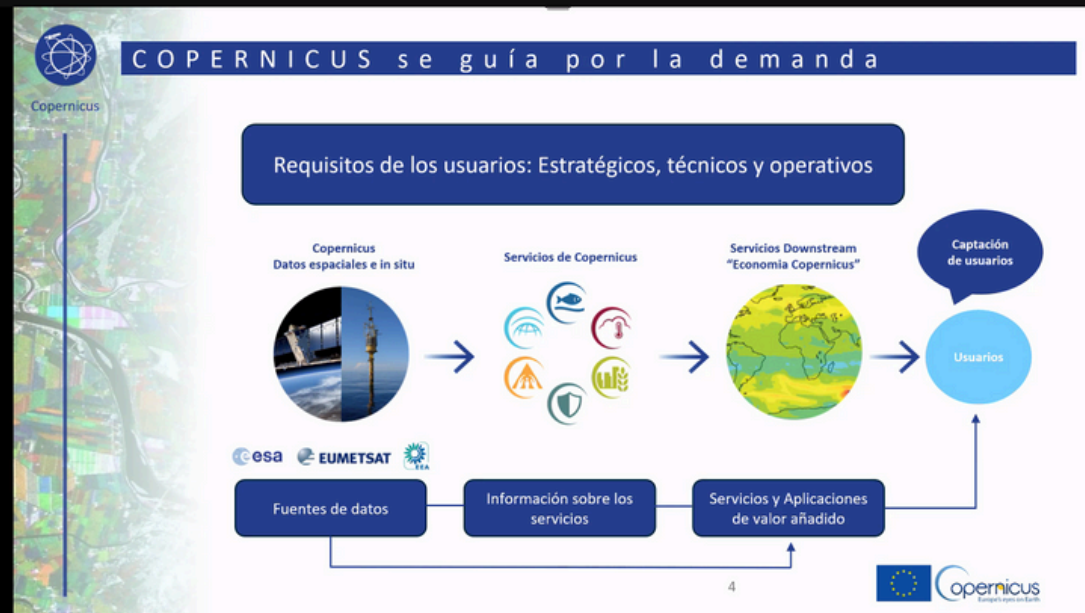 COPERNICUS se guía por la demanda
Copernicus
Requisitos de los usuarios: Estratégicos, técnicos y operativos
Copernicus
Datos espaciales e in situ
Servicios de Copernicus
Servicios Downstream
“Economia Copernicus”
Captación
de usuarios
Usuarios
esa
EUMETSAT
EEA
Fuentes de datos
Información sobre los
servicios
Servicios y Aplicaciones
de valor añadido
4
opernicus
Europe's eyes on Earth